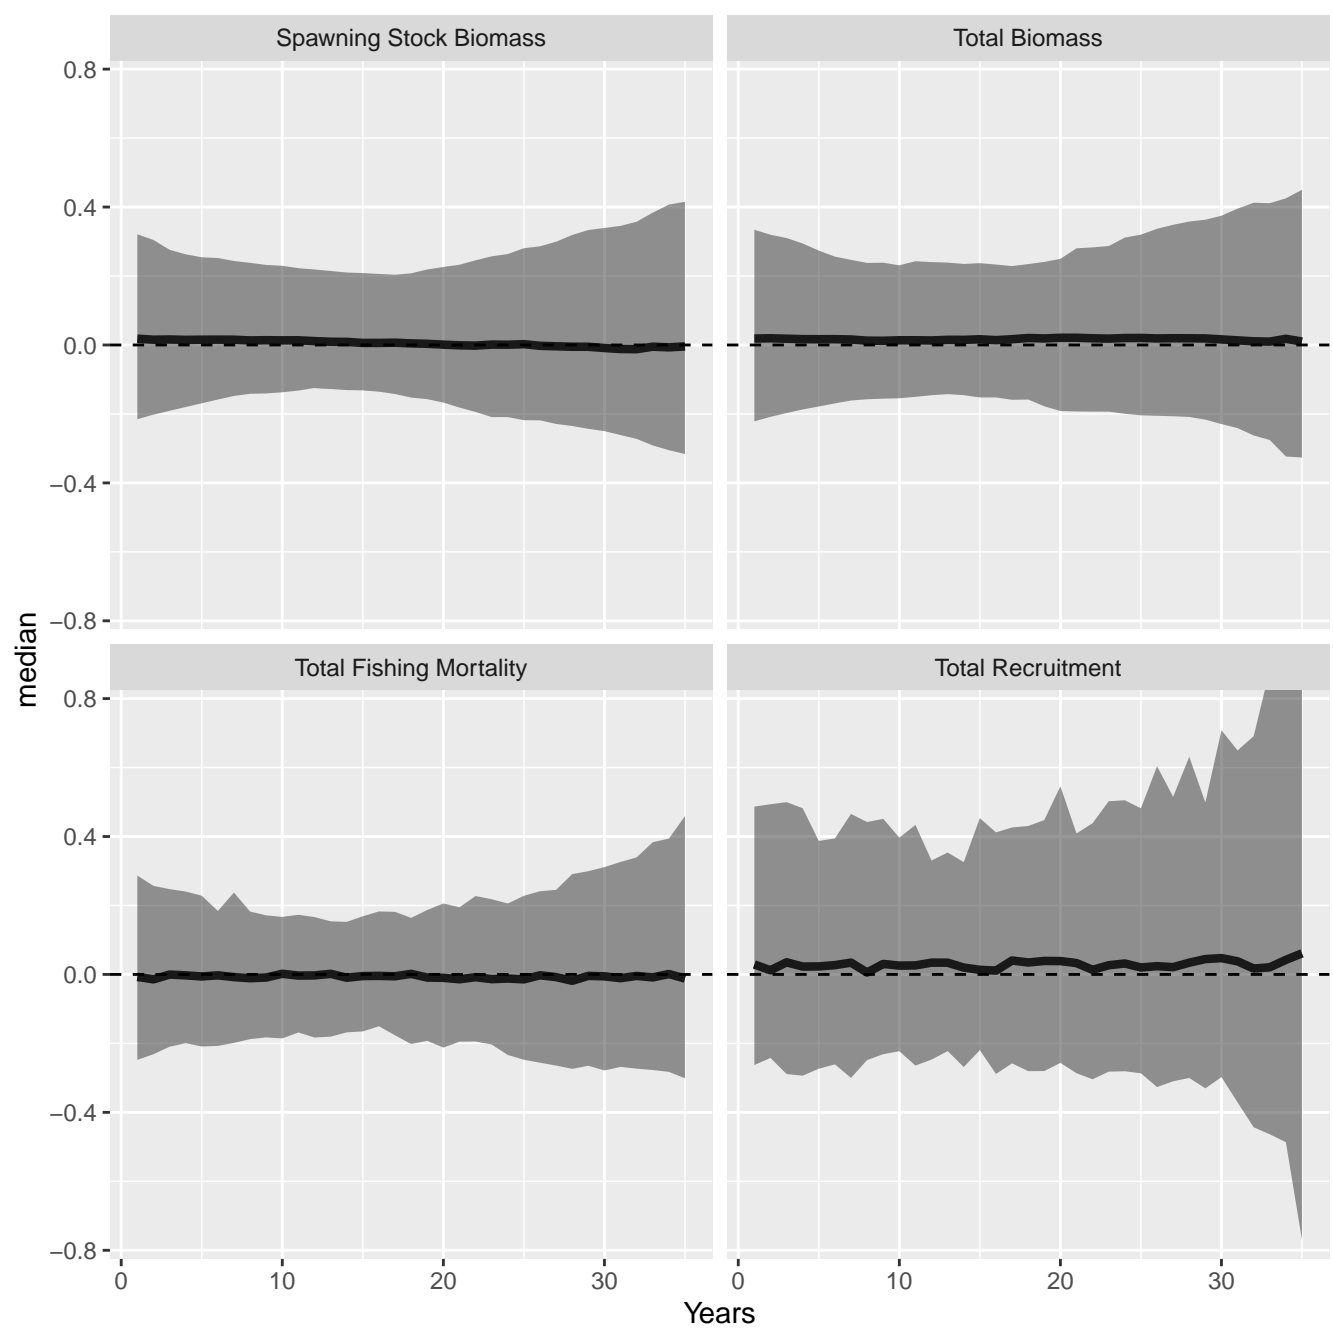 Spawning Stock Biomass
Total Biomass
0.8
0.4
0.0
−0.4
−0.8
median
Total Fishing Mortality
Total Recruitment
0.8
0.4
0.0
−0.4
−0.8
0 10 20 30
0 10 20 30
Years